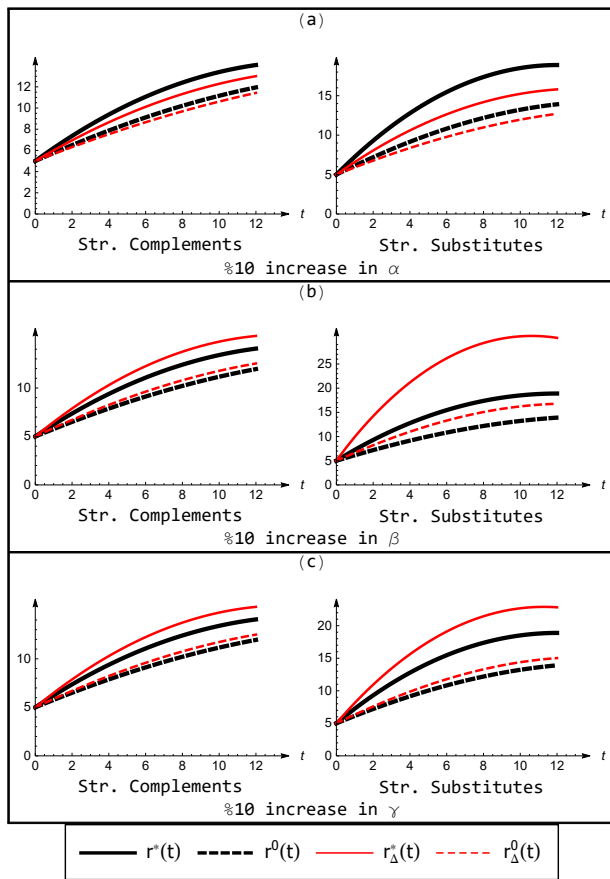 (a)
12
10
8
6
4
2
0
0 2 4 6 8 10 12 t
Str. Complements
15
10
5
0
0 2 4 6 8 10 12 t
Str. Substitutes
%10 increase in α
(b)
10
5
0
0 2 4 6 8 10 12 t
Str. Complements
25
20
15
10
5
0
0 2 4 6 8 10 12 t
Str. Substitutes
%10 increase in β
(c)
10
5
0
0 2 4 6 8 10 12 t
Str. Complements
20
15
10
5
0
0 2 4 6 8 10 12 t
Str. Substitutes
%10 increase in γ
r*(t) r⁰(t) r*_Δ(t) r⁰_Δ(t)